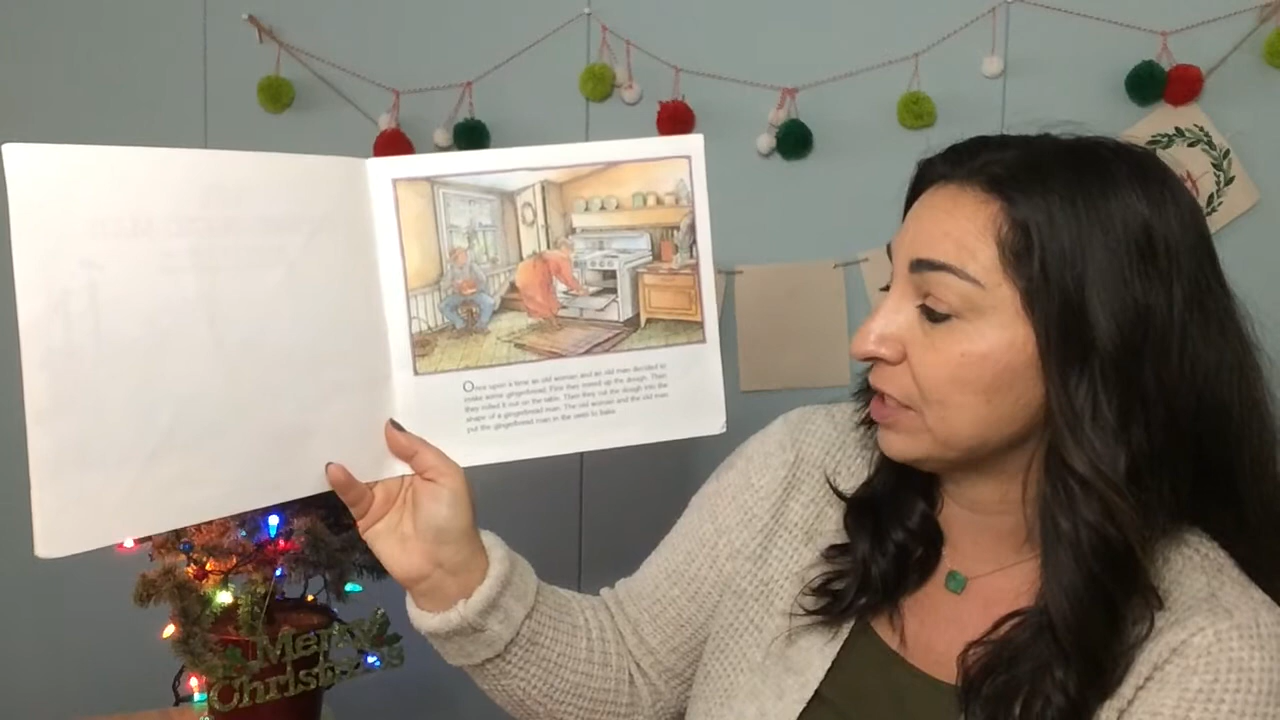 Once upon a time an old woman and an old man decided to
make some gingerbread. First they mixed up the dough. Then
they rolled it out on the table. Then they cut the dough into the
shape of a gingerbread man. The old woman and the old man
put the gingerbread man in the oven to bake.
Merry
Christmas